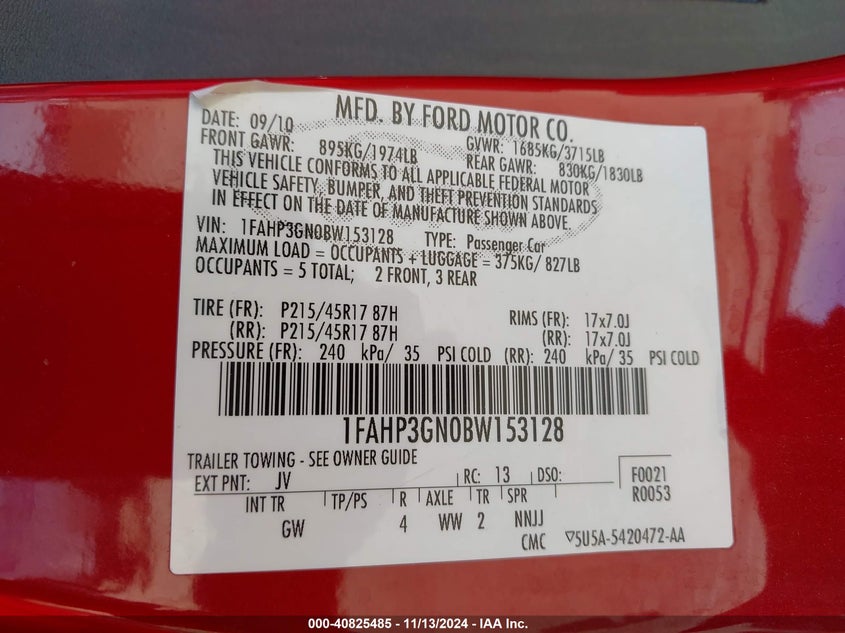 MFD. BY FORD MOTOR CO.
DATE: 09/10 GVWR: 1685KG/3715LB
FRONT GAWR: 895KG/1974LB REAR GAWR: 830KG/1830LB
THIS VEHICLE CONFORMS TO ALL APPLICABLE FEDERAL MOTOR
VEHICLE SAFETY, BUMPER, AND THEFT PREVENTION STANDARDS
IN EFFECT ON THE DATE OF MANUFACTURE SHOWN ABOVE.
VIN: 1FAHP3GN0BW153128 TYPE: Passenger Car
MAXIMUM LOAD = OCCUPANTS + LUGGAGE = 375KG/ 827LB
OCCUPANTS = 5 TOTAL; 2 FRONT, 3 REAR
TIRE (FR): P215/45R17 87H RIMS (FR): 17x7.0J
(RR): P215/45R17 87H (RR): 17x7.0J
PRESSURE (FR): 240 kPa/ 35 PSI COLD (RR): 240 kPa/ 35 PSI COLD
1FAHP3GN0BW153128
TRAILER TOWING - SEE OWNER GUIDE
EXT PNT: JV RC: 13 DSO: F0021
R0053
INT TR TP/PS R AXLE TR SPR
GW 4 WW 2 NNJJ
CMC ▽5U5A-5420472-AA
000-40825485 - 11/13/2024 - IAA Inc.